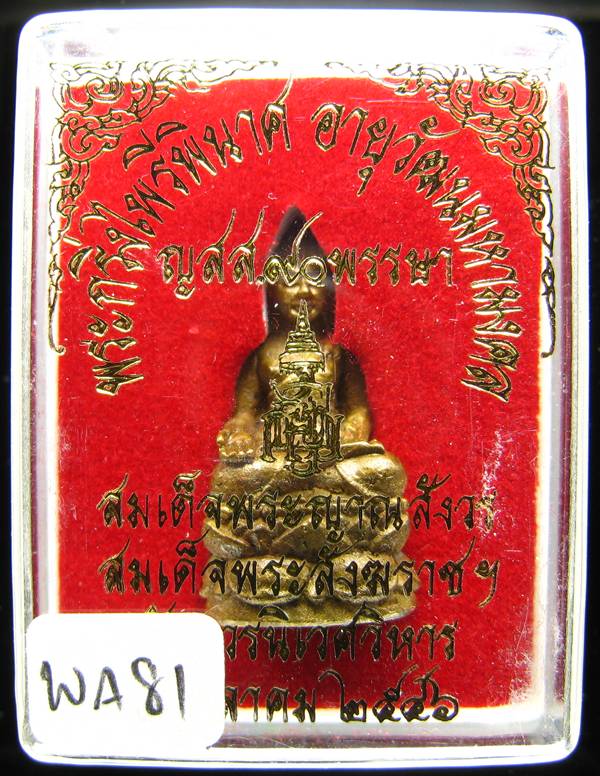 พระกริ่งไพรีพินาศ อายุวัฒนมหามงคล
ญสส.๙๐พรรษา
สมเด็จพระญาณสังวร
สมเด็จพระสังฆราชฯ
วรนิเวศวิหาร
ลาคม ๒๕๔๖
WA81